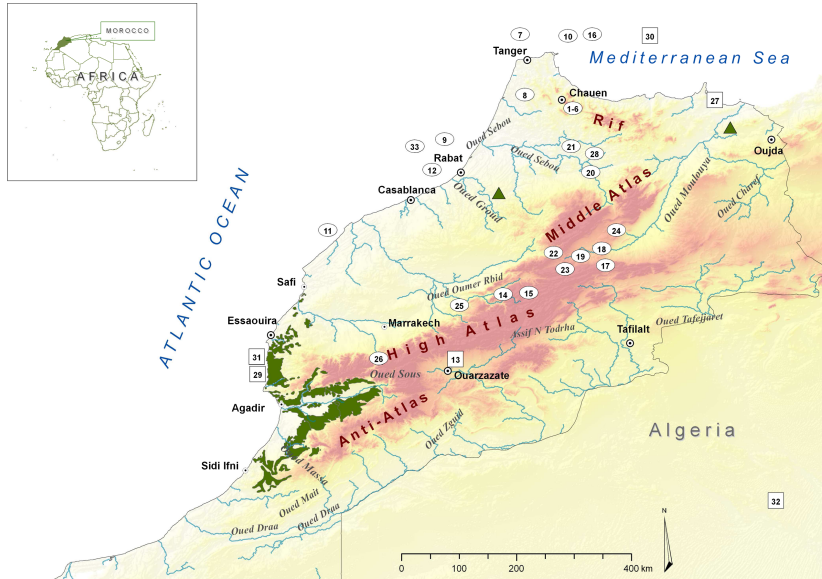 MOROCCO
AFRICA
7
10
16
30
Tanger
Mediterranean Sea
8
Chauen
27
1-6
Rif
Oued Sebou
9
33
21
28
Oujda
Oued Sebou
Rabat
12
20
Oued Moulouya
Oued Charef
Casablanca
Oued Groud
Middle Atlas
ATLANTIC OCEAN
11
24
22
19
18
23
17
Safi
Oued Oumer Rbid
14
15
25
Essaouira
Marrakech
High Atlas
Assif N Todrha
Tafilalt
Oued Tafejjaret
31
26
13
29
Oued Sous
Ouarzazate
Agadir
Anti-Atlas
Oued Zguid
Algeria
Sidi Ifni
Oued Massa
Oued Mait
32
Oued Draa
Oued Draa
N
0
100
200
400 km